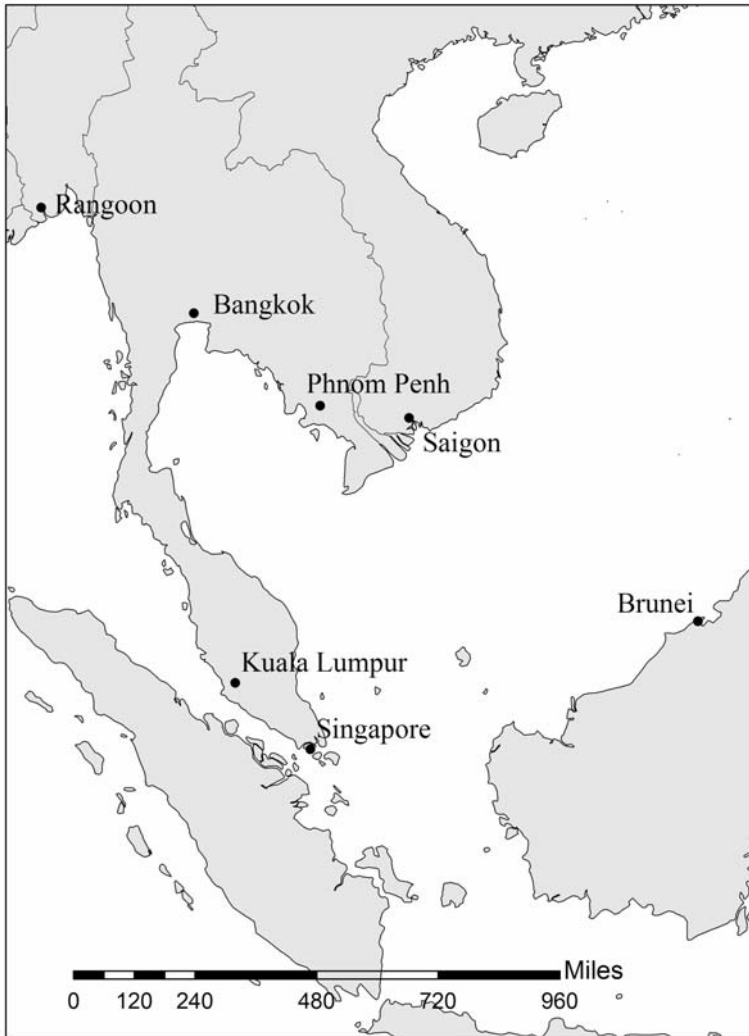 Rangoon
Bangkok
Phnom Penh
Saigon
Brunei
Kuala Lumpur
Singapore
Miles
0 120 240 480 720 960